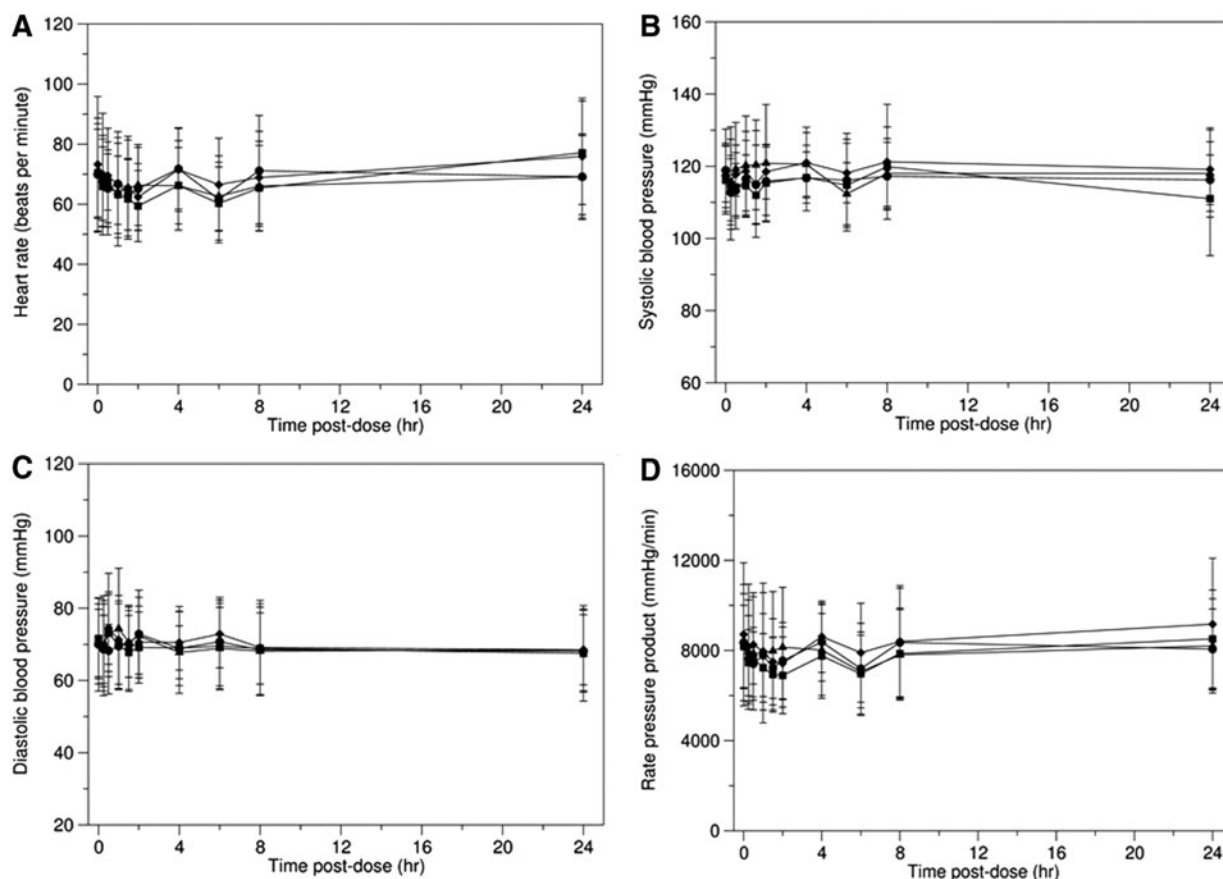 A
120
100
80
60
40
20
0
Heart rate (beats per minute)
0 4 8 12 16 20 24
Time post-dose (hr)
B
160
140
120
100
80
60
Systolic blood pressure (mmHg)
0 4 8 12 16 20 24
Time post-dose (hr)
C
120
100
80
60
40
20
Diastolic blood pressure (mmHg)
0 4 8 12 16 20 24
Time post-dose (hr)
D
16000
12000
8000
4000
0
Rate pressure product (mmHg/min)
0 4 8 12 16 20 24
Time post-dose (hr)